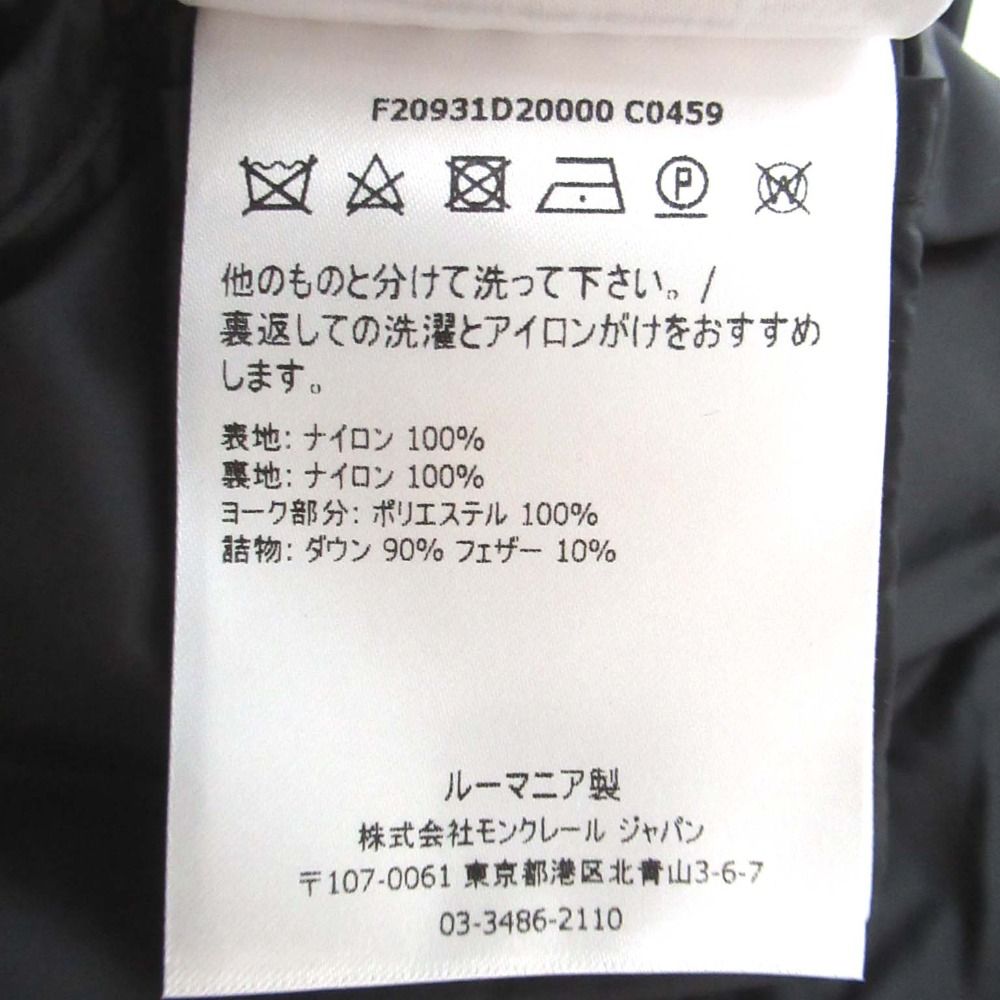 F20931D20000 C0459
P
W
他のものと分けて洗って下さい。/
裏返しての洗濯とアイロンがけをおすすめ
します。
表地: ナイロン 100%
裏地: ナイロン 100%
ヨーク部分: ポリエステル 100%
詰物: ダウン 90% フェザー 10%
ルーマニア製
株式会社モンクレール ジャパン
〒107-0061 東京都港区北青山3-6-7
03-3486-2110